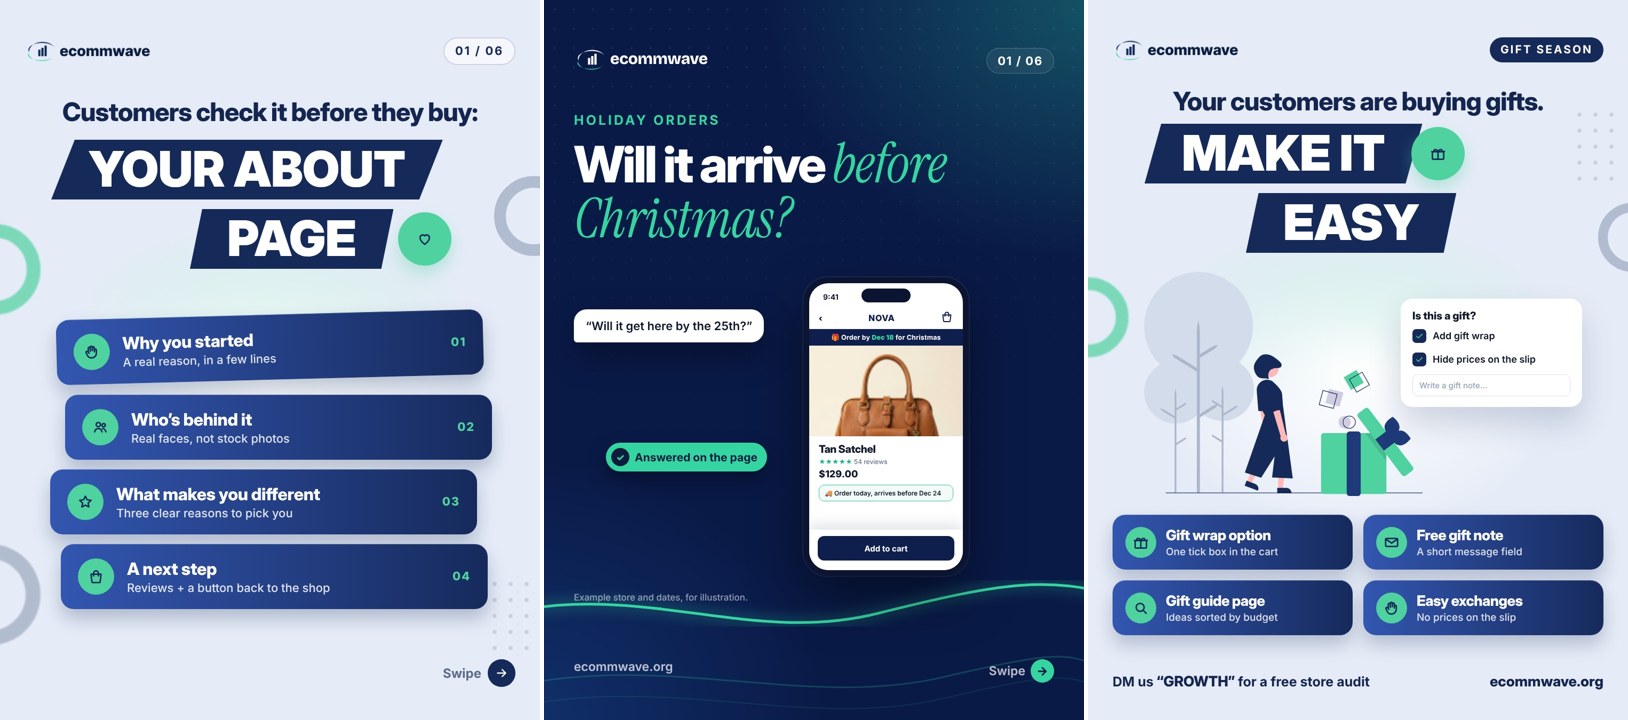 ecommwave
01 / 06
Customers check it before they buy:
YOUR ABOUT
PAGE
Why you started
A real reason, in a few lines
01
Who's behind it
Real faces, not stock photos
02
What makes you different
Three clear reasons to pick you
03
A next step
Reviews + a button back to the shop
04
Swipe
ecommwave
01 / 06
HOLIDAY ORDERS
Will it arrive before
Christmas?
“Will it get here by the 25th?”
Answered on the page
9:41
NOVA
Order by Dec 18 for Christmas
Tan Satchel
★★★★★ 54 reviews
$129.00
Order today, arrives before Dec 24
Add to cart
Example store and dates, for illustration.
ecommwave.org
Swipe
ecommwave
GIFT SEASON
Your customers are buying gifts.
MAKE IT
EASY
Is this a gift?
Add gift wrap
Hide prices on the slip
Write a gift note...
Gift wrap option
One tick box in the cart
Free gift note
A short message field
Gift guide page
Ideas sorted by budget
Easy exchanges
No prices on the slip
DM us “GROWTH” for a free store audit
ecommwave.org